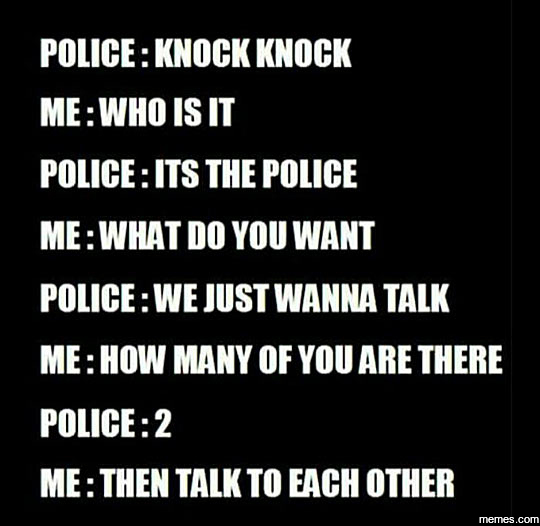 POLICE : KNOCK KNOCK
ME : WHO IS IT
POLICE : ITS THE POLICE
ME : WHAT DO YOU WANT
POLICE : WE JUST WANNA TALK
ME : HOW MANY OF YOU ARE THERE
POLICE : 2
ME : THEN TALK TO EACH OTHER
memes.com